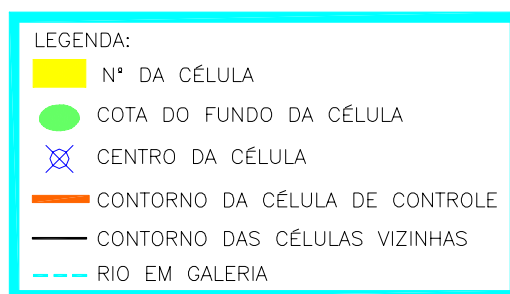 LEGENDA:
Nª DA CÉLULA
COTA DO FUNDO DA CÉLULA
CENTRO DA CÉLULA
CONTORNO DA CÉLULA DE CONTROLE
CONTORNO DAS CÉLULAS VIZINHAS
RIO EM GALERIA